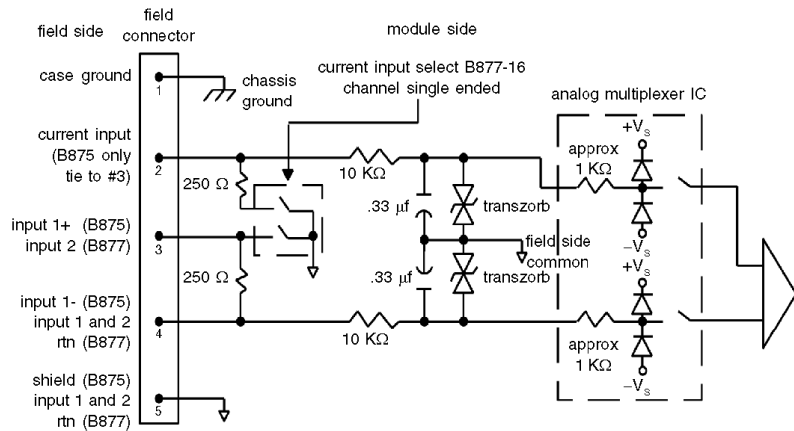 field side
field
connector
module side
case ground
1
chassis
ground
current input select B877-16
channel single ended
analog multiplexer IC
+VS
current input
(B875 only
tie to #3)
2
250 Ω
10 KΩ
approx
1 KΩ
.33 µf
transzorb
−VS
input 1+ (B875)
input 2 (B877)
3
field side
common
+VS
250 Ω
.33 µf
transzorb
input 1- (B875)
input 1 and 2
rtn (B877)
4
10 KΩ
approx
1 KΩ
−VS
shield (B875)
input 1 and 2
rtn (B877)
5